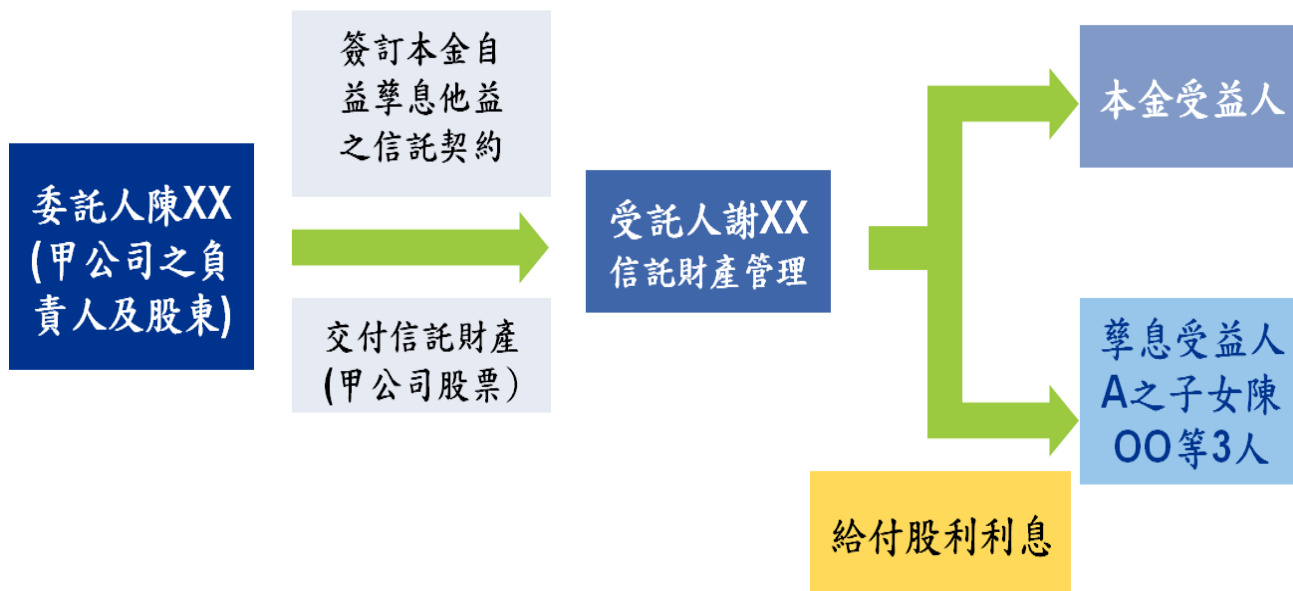 委託人陳XX
(甲公司之負
責人及股東)
簽訂本金自
益孳息他益
之信託契約
交付信託財產
(甲公司股票)
受託人謝XX
信託財產管理
本金受益人
孳息受益人
A之子女陳
OO等3人
給付股利利息